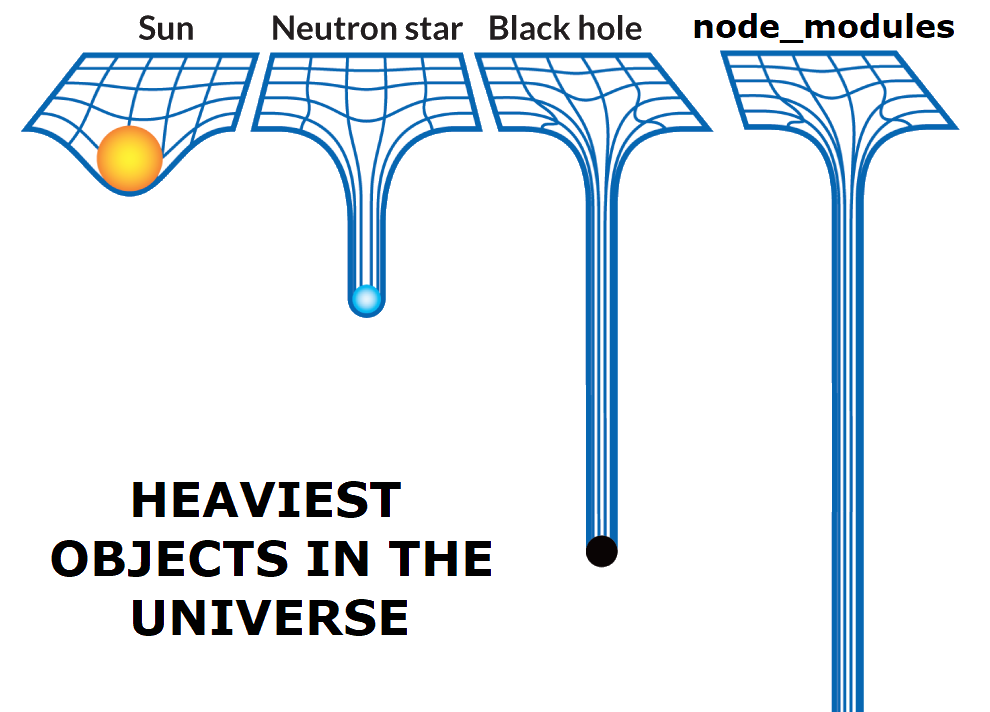 Sun
Neutron star
Black hole
node_modules
HEAVIEST
OBJECTS IN THE
UNIVERSE